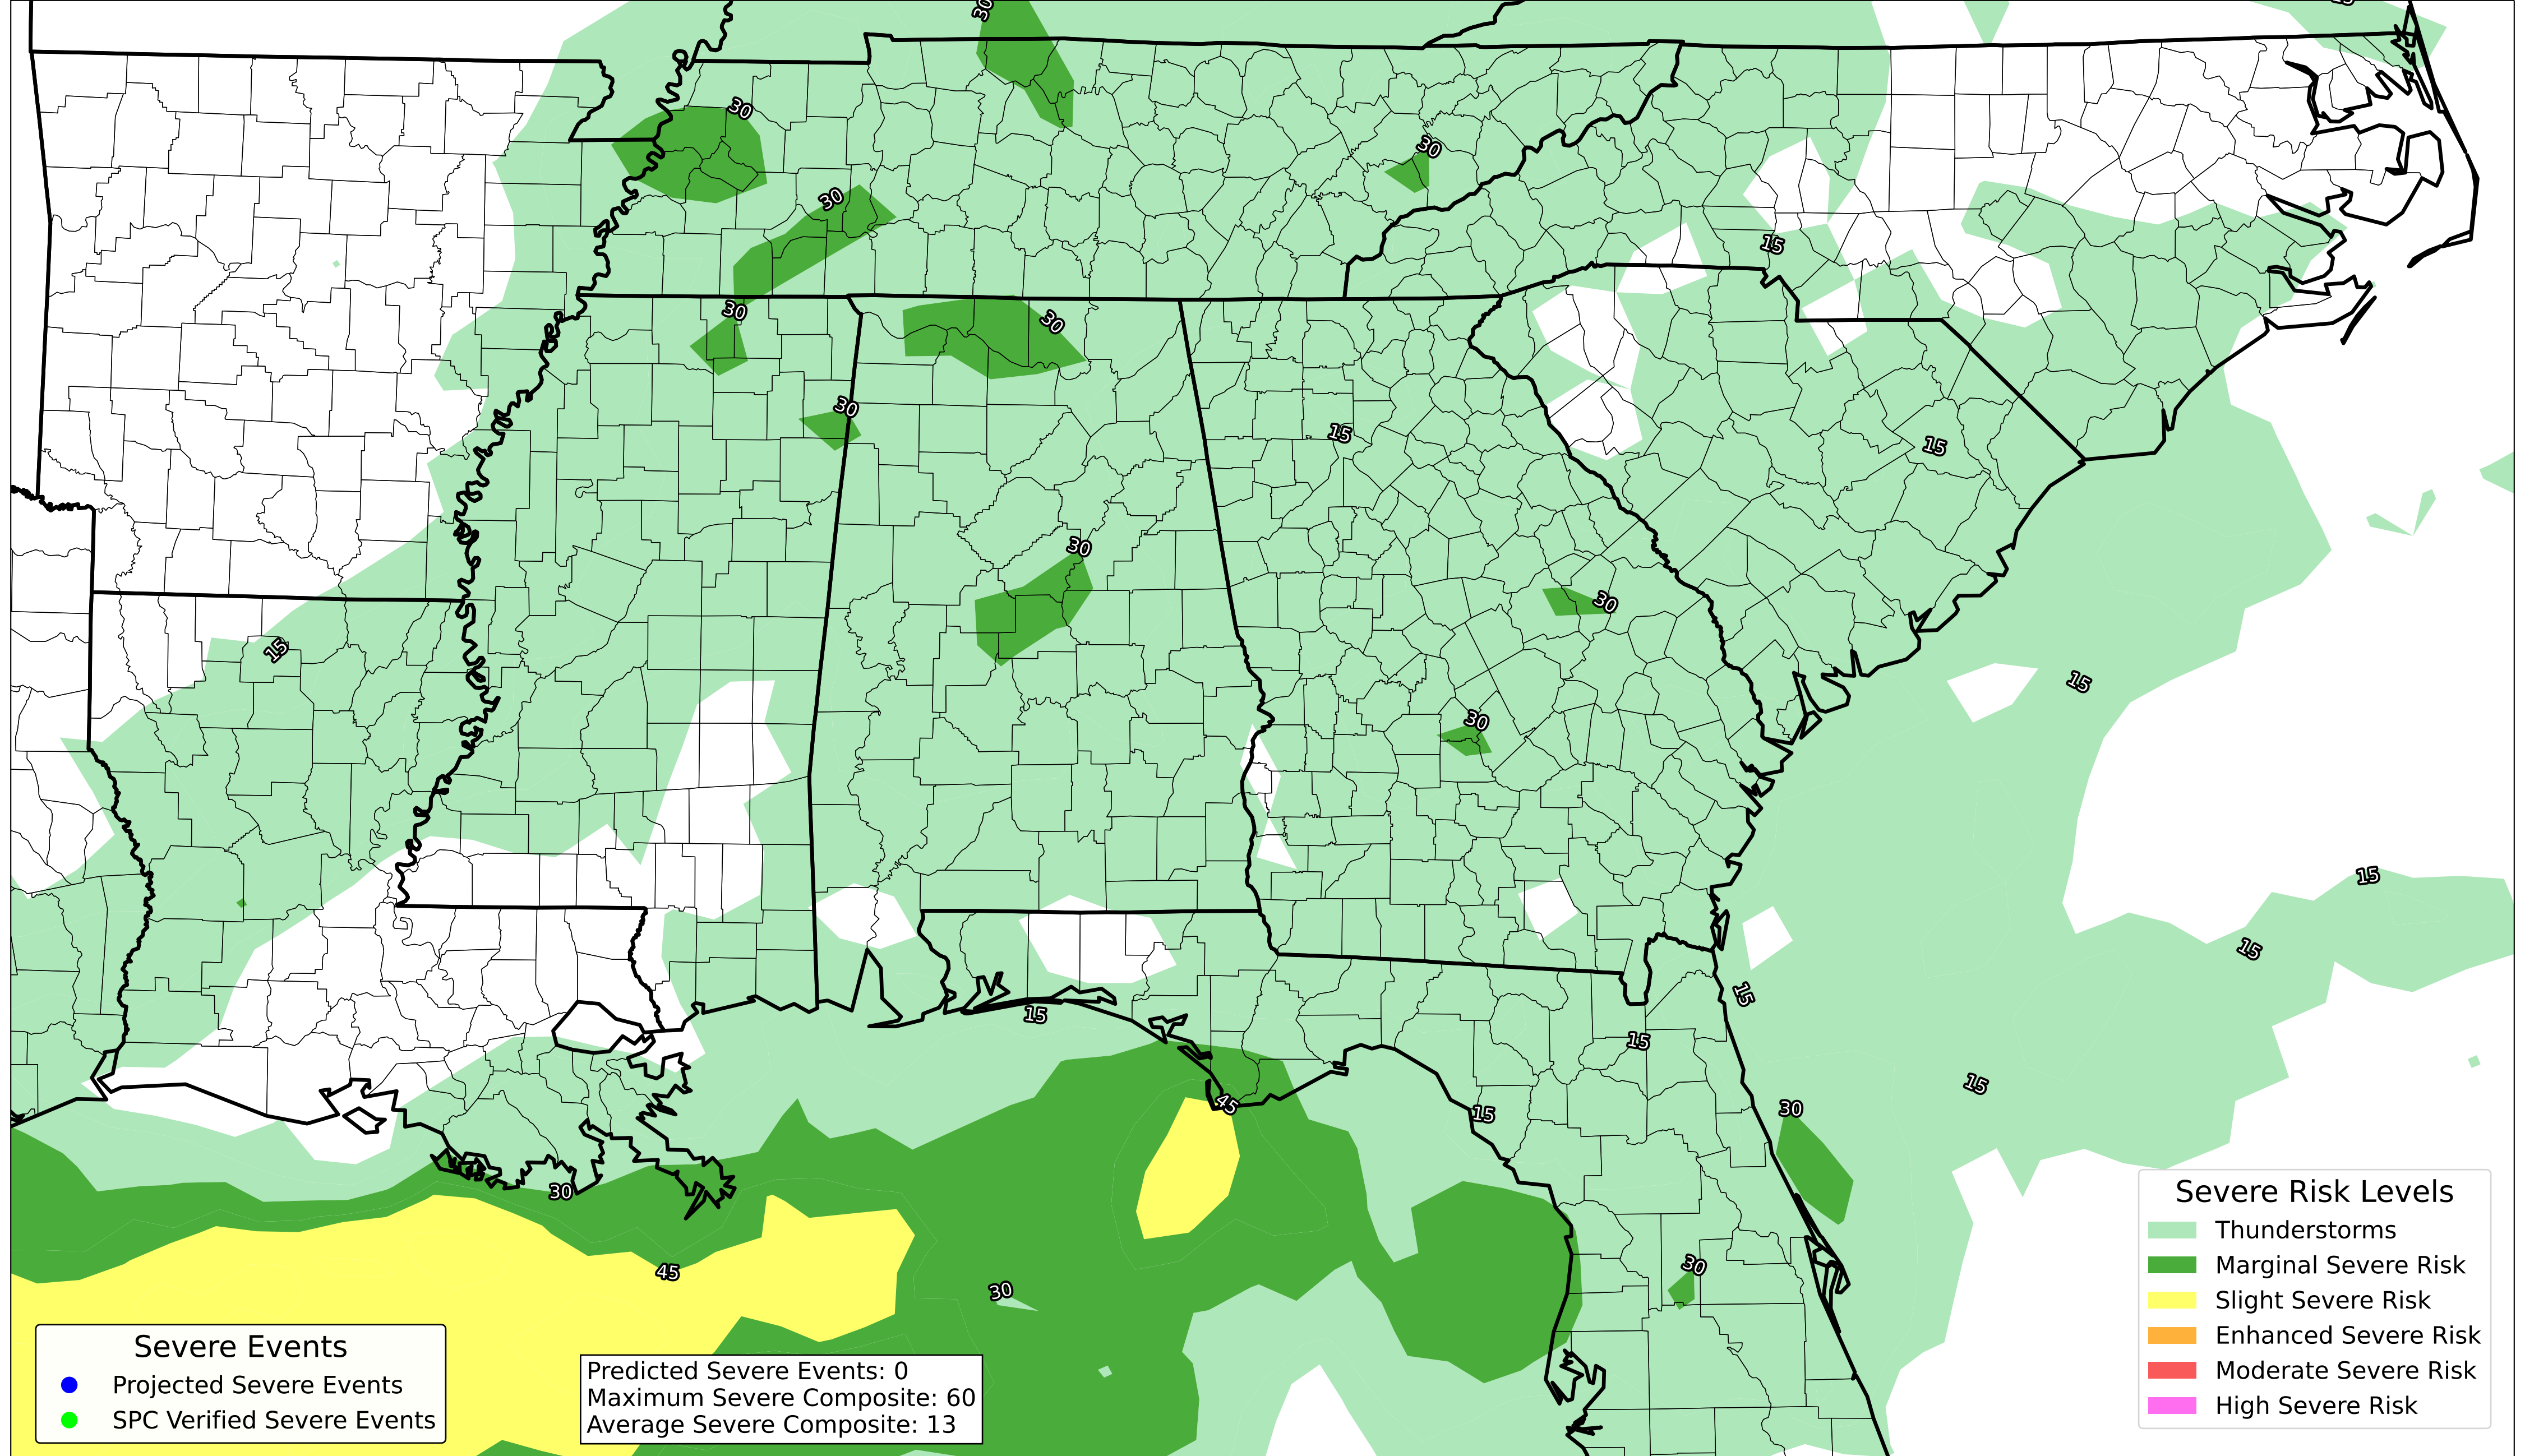 30
30
30
30
15
30
30
30
15
15
30
30
15
15
30
15
15
15
15
15
15
45
15
30
30
30
45
30
Severe Risk Levels
Thunderstorms
Marginal Severe Risk
Slight Severe Risk
Enhanced Severe Risk
Moderate Severe Risk
High Severe Risk
Severe Events
Projected Severe Events
SPC Verified Severe Events
Predicted Severe Events: 0
Maximum Severe Composite: 60
Average Severe Composite: 13